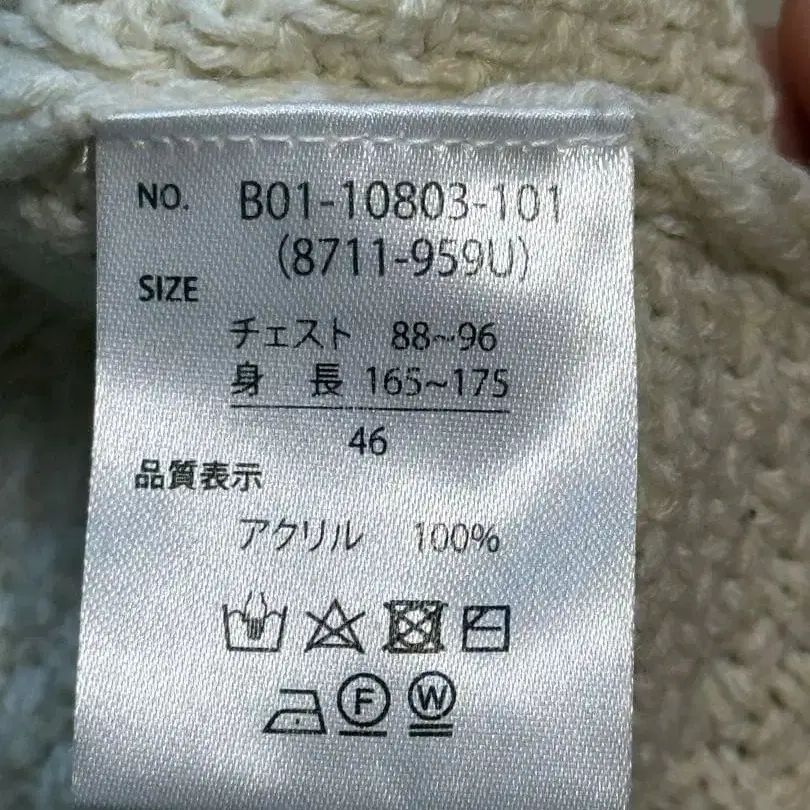 NO. B01-10803-101
(8711-959U)
SIZE
チェスト 88~96
身 長 165~175
46
品質表示
アクリル 100%
F W